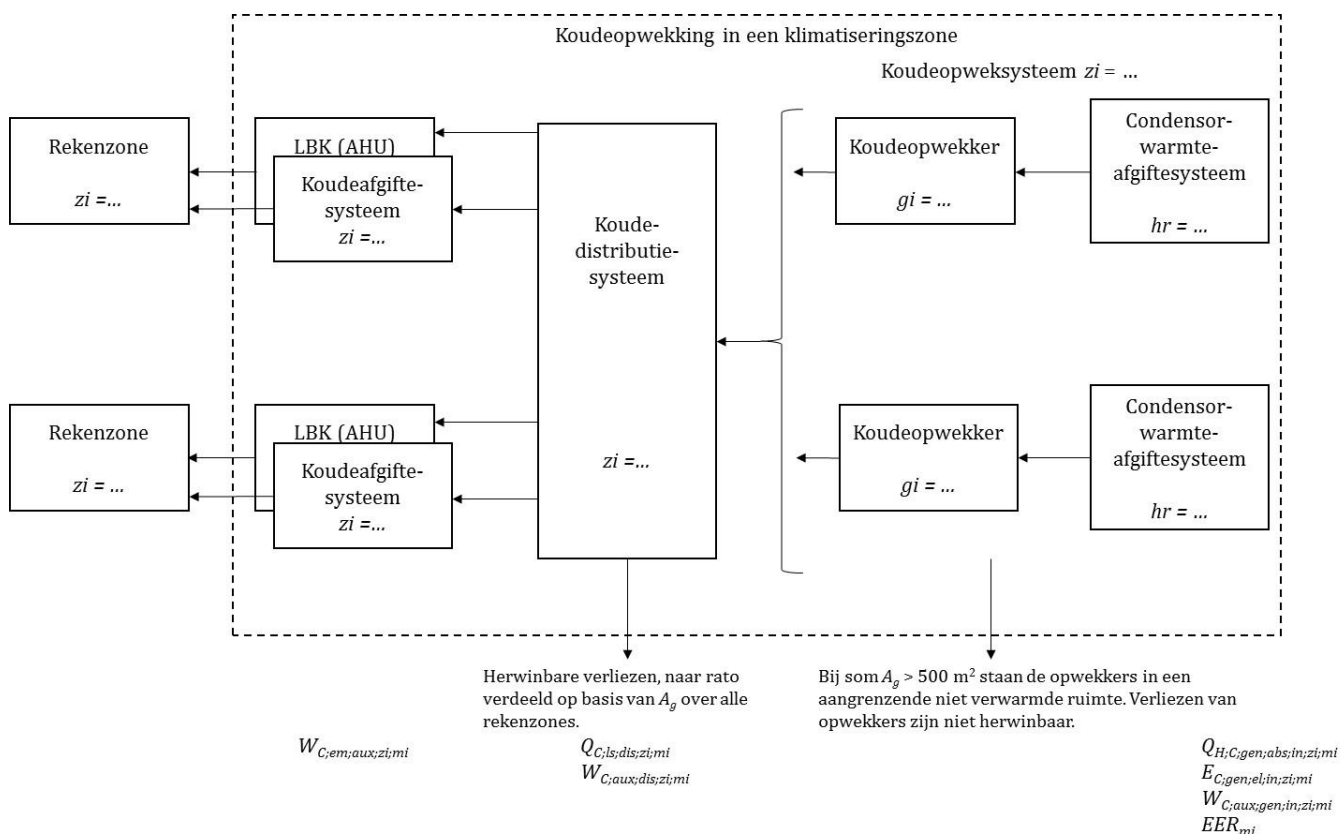 Koudeopwekking in een klimatiseringszone
Koudeopweksysteem zi = ...
Rekenzone
zi =...
LBK (AHU)
Koudeafgifte-
systeem
zi =...
Koude-
distributie-
systeem
zi =...
Koudeopwekker
gi = ...
Condensor-
warmte-
afgiftesysteem
hr = ...
Rekenzone
zi = ...
LBK (AHU)
Koudeafgifte-
systeem
zi =...
Koudeopwekker
gi = ...
Condensor-
warmte-
afgiftesysteem
hr = ...
Herwinbare verliezen, naar rato
verdeeld op basis van A_g over alle
rekenzones.
Bij som A_g > 500 m² staan de opwekkers in een
aangrenzende niet verwarmde ruimte. Verliezen van
opwekkers zijn niet herwinbaar.
W_C;em;aux;zi;mi
Q_C;ls;dis;zi;mi
W_C;aux;dis;zi;mi
Q_H;C;gen;abs;in;zi;mi
E_C;gen;el;in;zi;mi
W_C;aux;gen;in;zi;mi
EER_mi